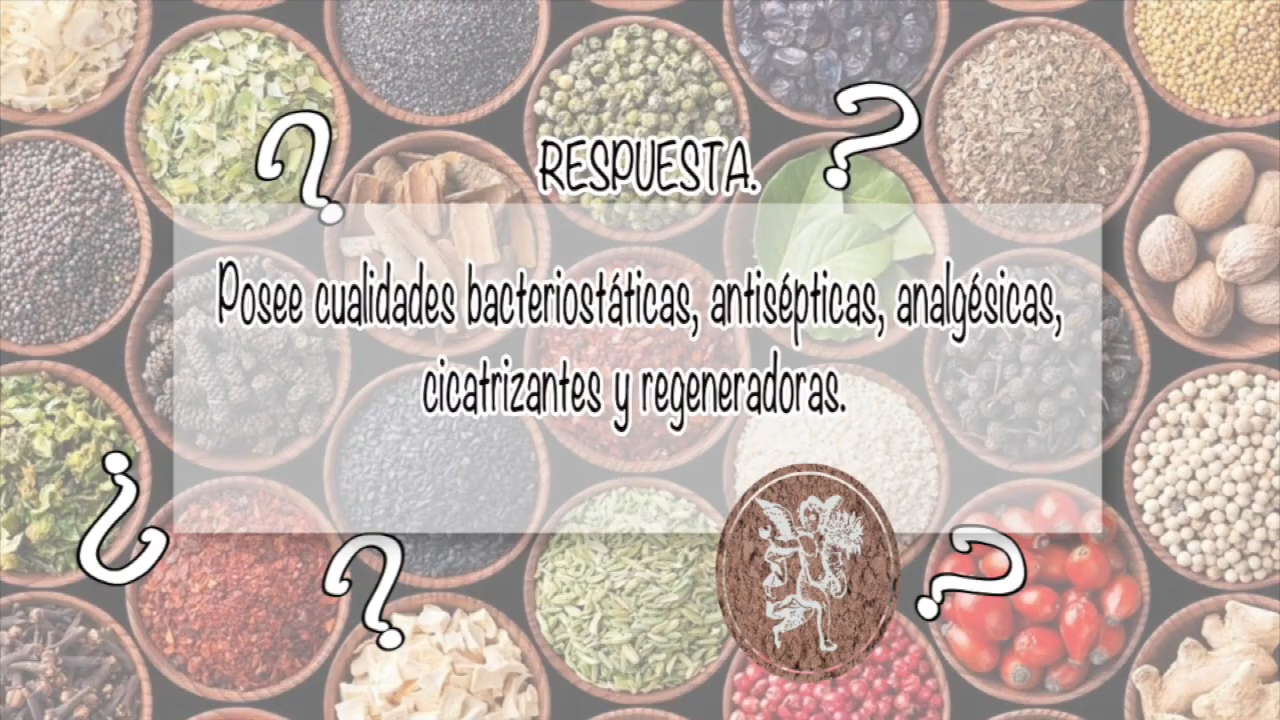 RESPUESTA.
Posee cualidades bacteriostáticas, antisépticas, analgésicas,
cicatrizantes y regeneradoras.